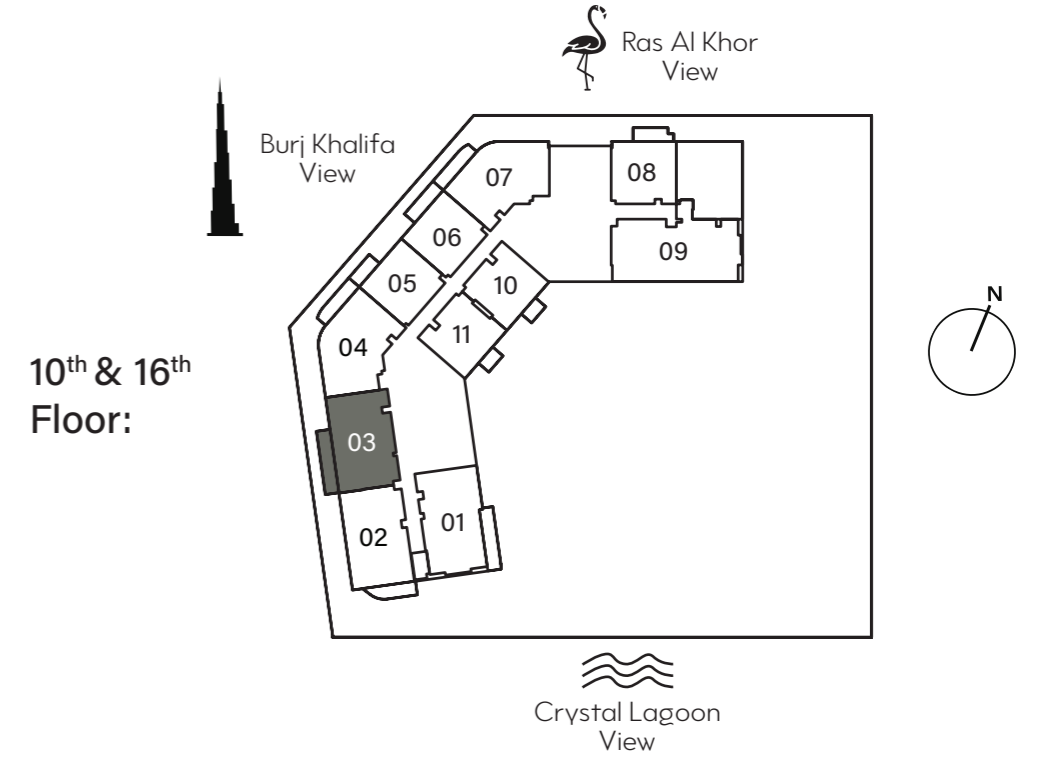 Ras Al Khor
View
Burj Khalifa
View
07
08
06
09
05
10
N
11
04
10th & 16th
Floor:
03
01
02
Crystal Lagoon
View